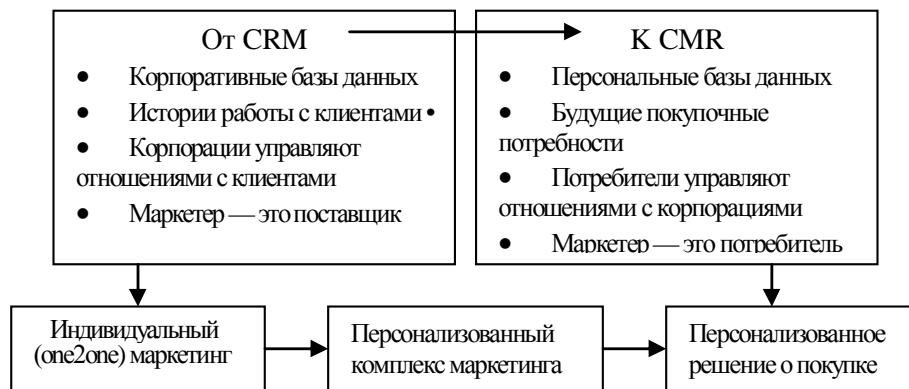 От CRM
• Корпоративные базы данных
• Истории работы с клиентами •
• Корпорации управляют
отношениями с клиентами
• Маркетер — это поставщик
К CMR
• Персональные базы данных
• Будущие покупочные
потребности
• Потребители управляют
отношениями с корпорациями
• Маркетер — это потребитель
Индивидуальный
(one2one) маркетинг
Персонализованный
комплекс маркетинга
Персонализованное
решение о покупке